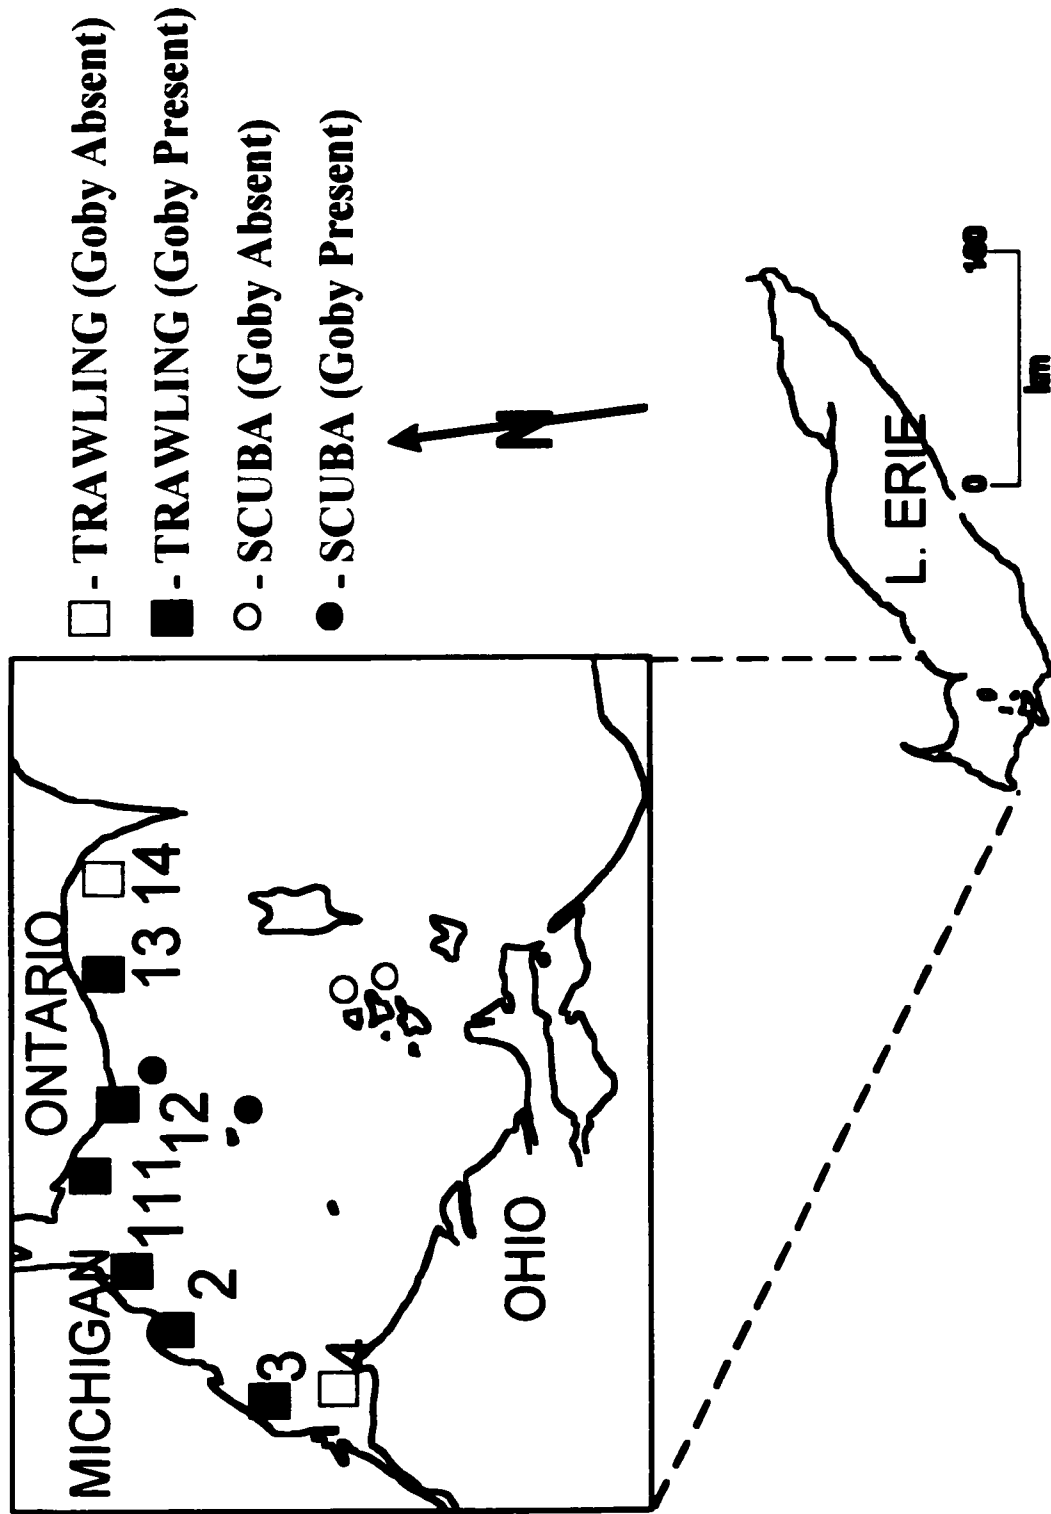 - TRAWLING (Goby Absent)
- TRAWLING (Goby Present)
- SCUBA (Goby Absent)
- SCUBA (Goby Present)
N
MICHIGAN
ONTARIO
OHIO
1
11
12
13
14
2
3
4
L. ERIE
0
km